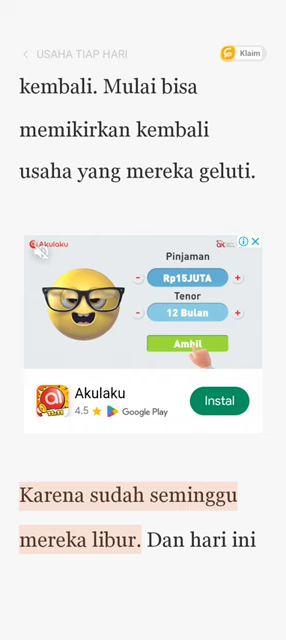 USAHA TIAP HARI
Klaim
kembali. Mulai bisa
memikirkan kembali
usaha yang mereka geluti.
Akulaku
Pinjaman
- Rp15JUTA +
Tenor
- 12 Bulan +
Ambil
Akulaku
4.5 Google Play
Instal
Karena sudah seminggu
mereka libur. Dan hari ini